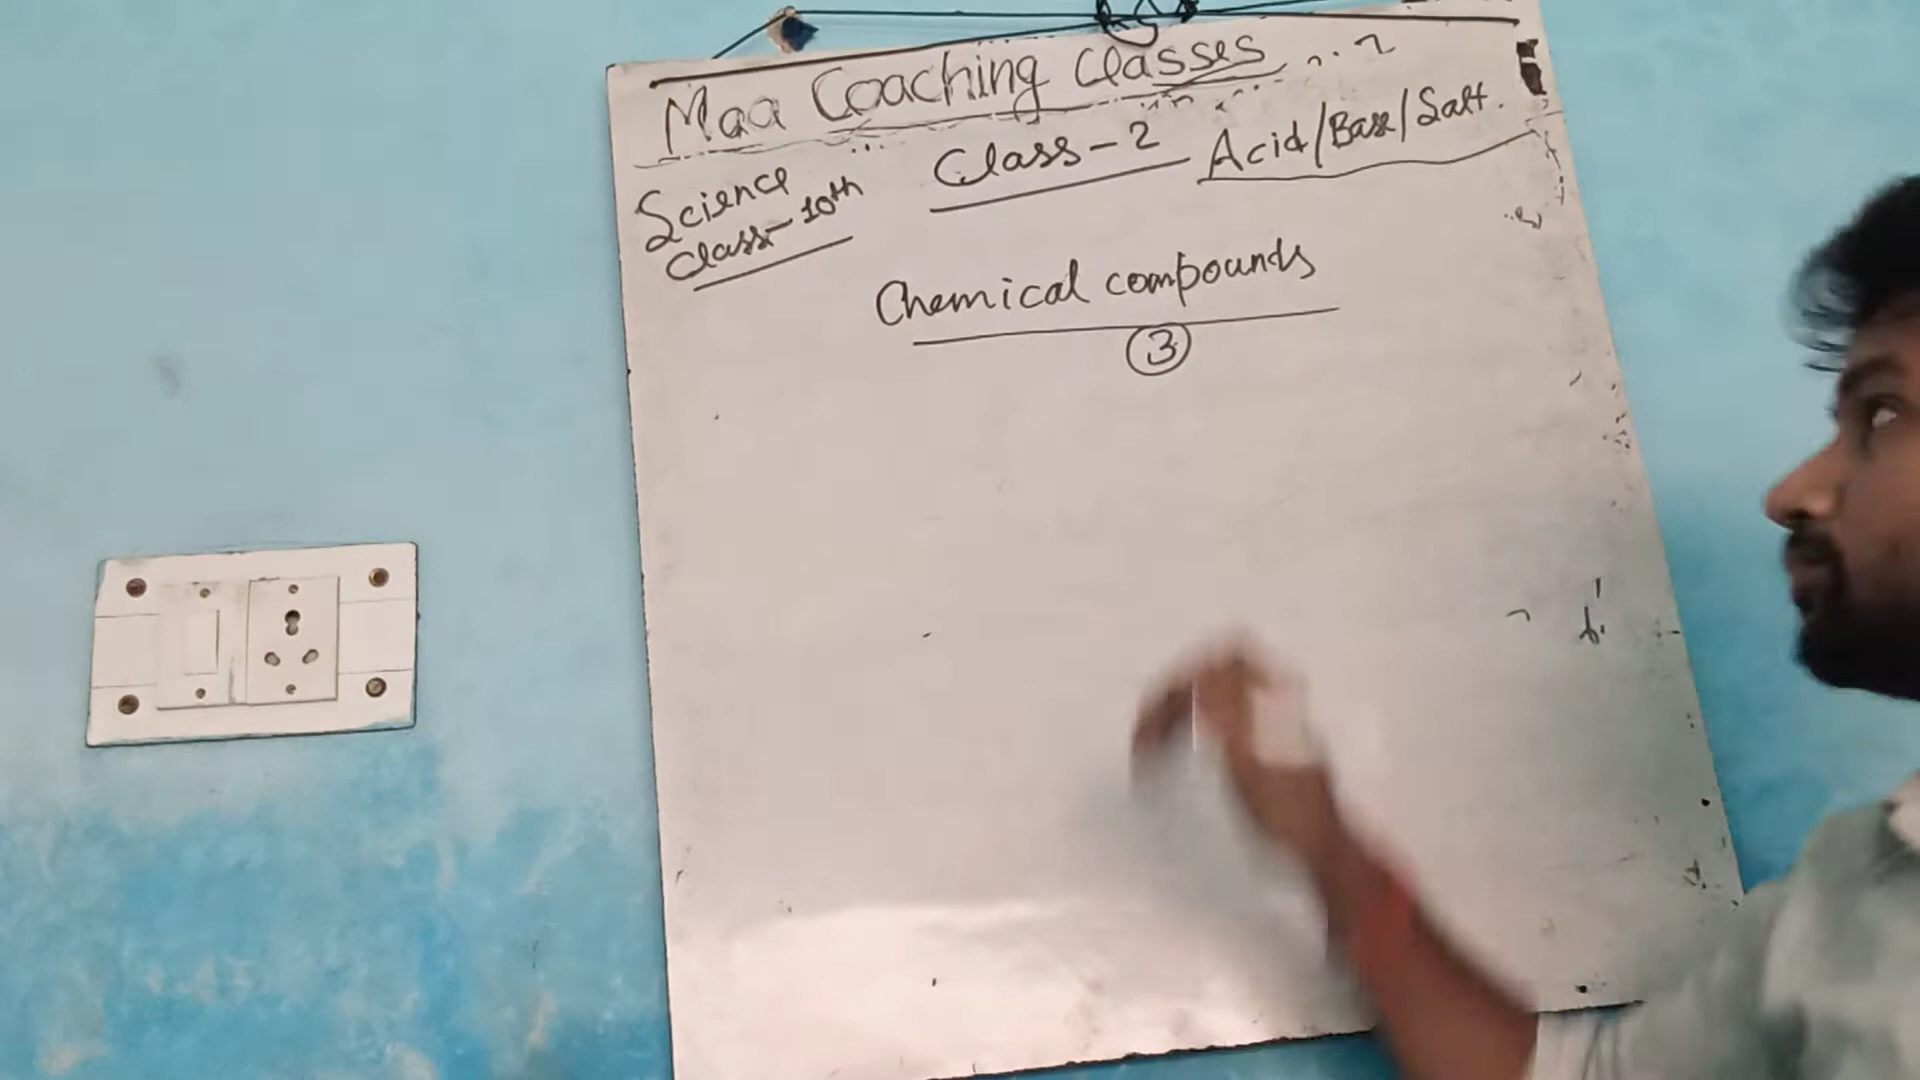 Maa Coaching Classes
Science
Class-10th
Class-2
Acid/Base/Salt.
Chemical compounds
3